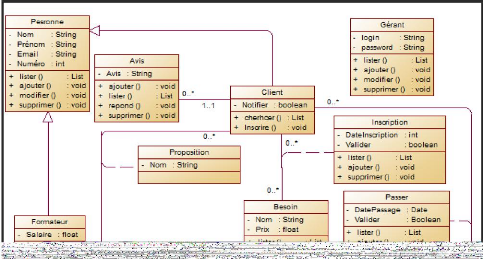 Personne
- Nom : String
- Prénom : String
- Email : String
- Numéro : int
+ lister () : List
+ ajouter () : void
+ modifier () : void
+ supprimer () : void
Avis
- Avis : String
+ ajouter () : void
+ lister () : List
+ repond () : void
+ supprimer () : void
0..*
1..1
Client
- Notifier : boolean
+ chercer () : List
+ Inscrire () : void
0..*
0..*
0..*
Gérant
- login : String
- password : String
+ lister () : List
+ ajouter () : void
+ modifier () : void
+ supprimer () : void
Inscription
- DateInscription : int
- Valider : boolean
+ lister () : List
+ ajouter () : void
+ supprimer () : void
Proposition
- Nom : String
0..*
Besoin
- Nom : String
- Prix : float
Passer
- DatePassage : Date
- Valider : Boolean
+ lister () : List
Formateur
- Salaire : float